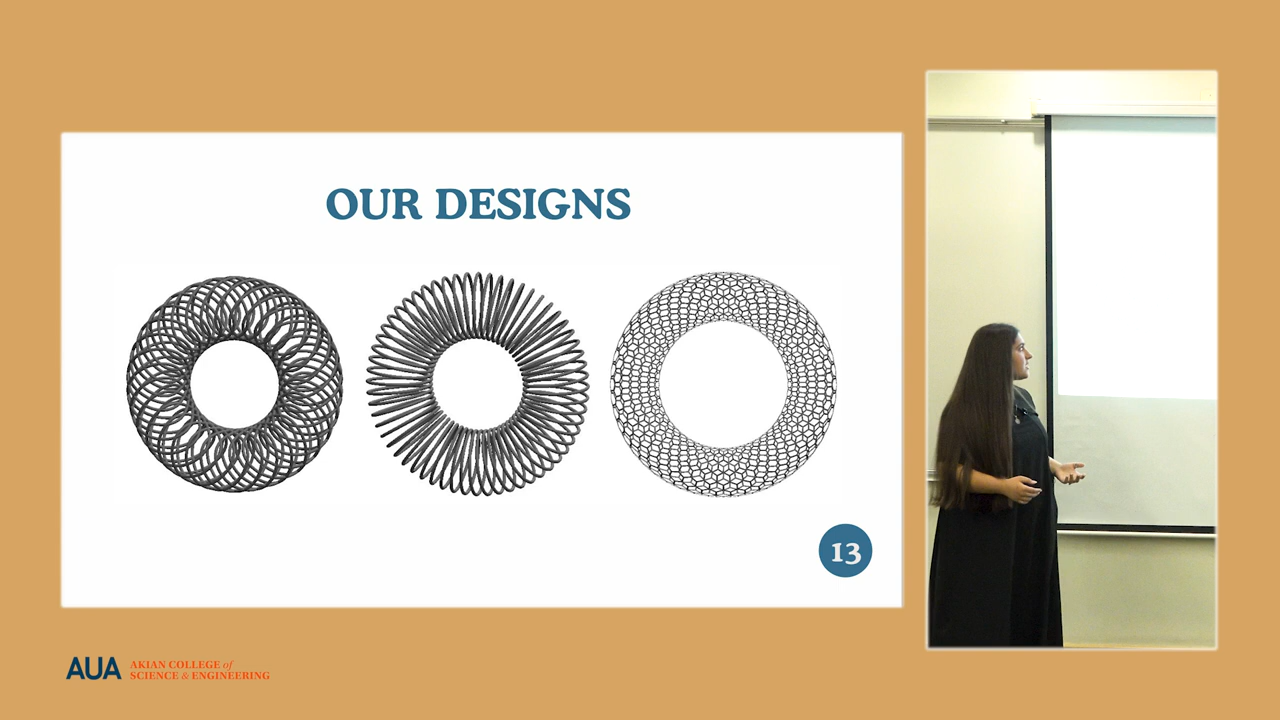 OUR DESIGNS
13
AUA
AKIAN COLLEGE of
SCIENCE & ENGINEERING